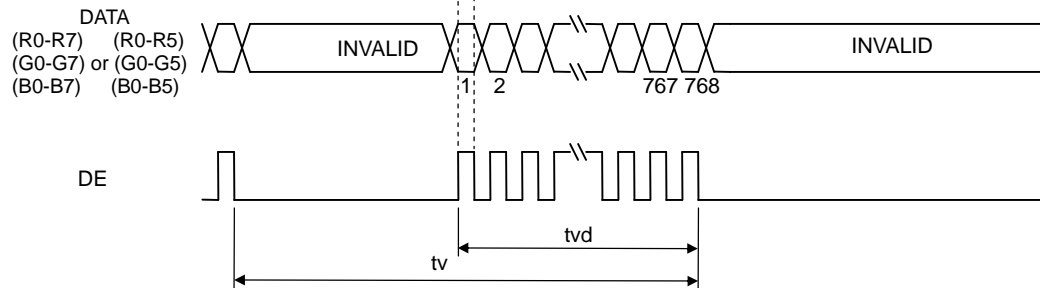 DATA
(R0-R7) (R0-R5)
(G0-G7) or (G0-G5)
(B0-B7) (B0-B5)
INVALID
INVALID
1 2 767 768
DE
tvd
tv